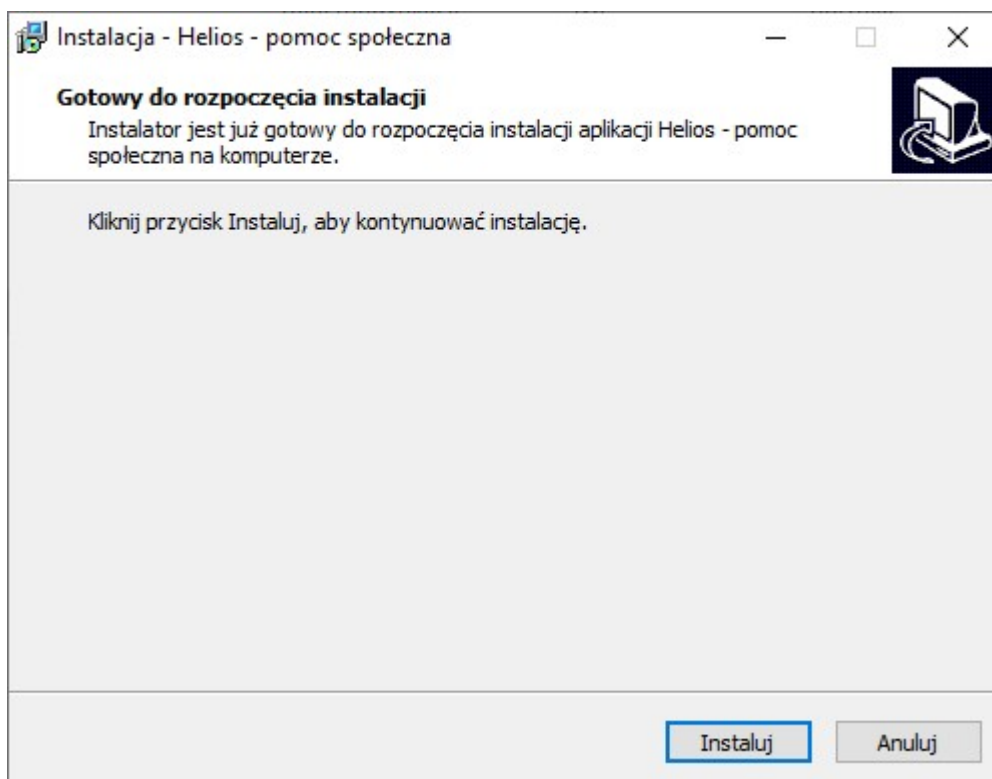 Instalacja - Helios - pomoc społeczna
Gotowy do rozpoczęcia instalacji
Instalator jest już gotowy do rozpoczęcia instalacji aplikacji Helios - pomoc
społeczna na komputerze.
Kliknij przycisk Instaluj, aby kontynuować instalację.
Instaluj
Anuluj